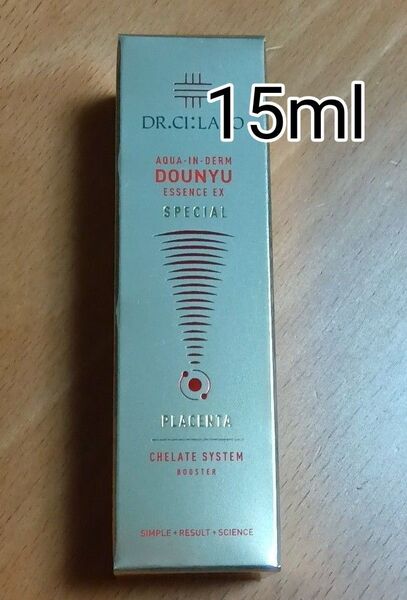 15ml
DR.CI:LABO
AQUA-IN-DERM
DOUNYU
ESSENCE EX
SPECIAL
PLACENTA
CHELATE SYSTEM
BOOSTER
SIMPLE + RESULT + SCIENCE